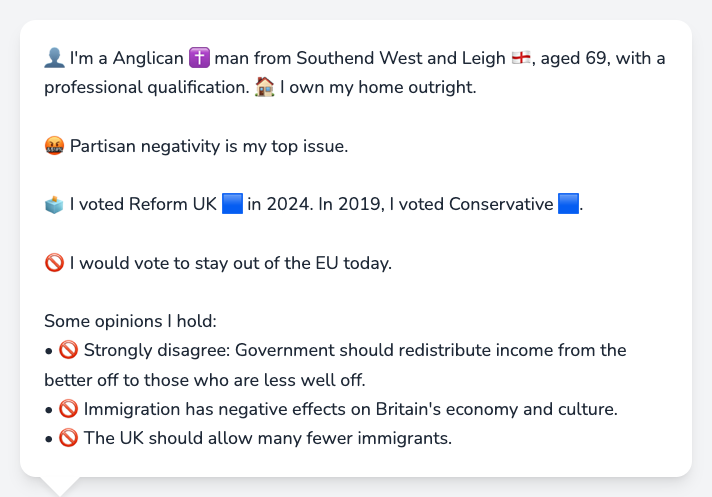 👤 I'm a Anglican ✝️ man from Southend West and Leigh 🏴󠁧󠁢󠁥󠁮󠁧󠁿, aged 69, with a
professional qualification. 🏠 I own my home outright.
🤬 Partisan negativity is my top issue.
🗳️ I voted Reform UK 🟦 in 2024. In 2019, I voted Conservative 🟦.
🚫 I would vote to stay out of the EU today.
Some opinions I hold:
• 🚫 Strongly disagree: Government should redistribute income from the
better off to those who are less well off.
• 🚫 Immigration has negative effects on Britain's economy and culture.
• 🚫 The UK should allow many fewer immigrants.